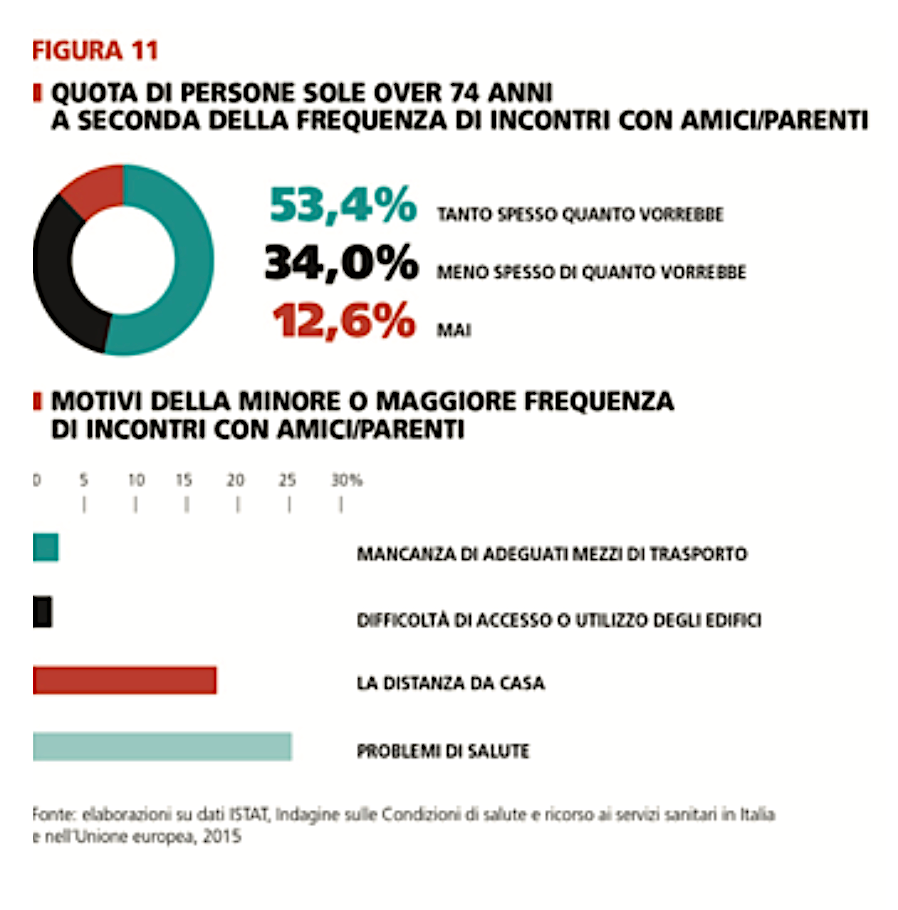 FIGURA 11
QUOTA DI PERSONE SOLE OVER 74 ANNI
A SECONDA DELLA FREQUENZA DI INCONTRI CON AMICI/PARENTI
53,4% TANTO SPESSO QUANTO VORREBBE
34,0% MENO SPESSO DI QUANTO VORREBBE
12,6% MAI
MOTIVI DELLA MINORE O MAGGIORE FREQUENZA
DI INCONTRI CON AMICI/PARENTI
0 5 10 15 20 25 30%
MANCANZA DI ADEGUATI MEZZI DI TRASPORTO
DIFFICOLTÀ DI ACCESSO O UTILIZZO DEGLI EDIFICI
LA DISTANZA DA CASA
PROBLEMI DI SALUTE
Fonte: elaborazioni su dati ISTAT, Indagine sulle Condizioni di salute e ricorso ai servizi sanitari in Italia
e nell'Unione europea, 2015